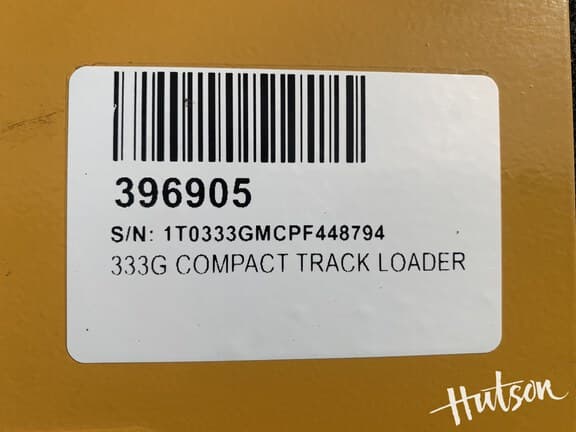 396905
S/N: 1T0333GMCPF448794
333G COMPACT TRACK LOADER
Hutson